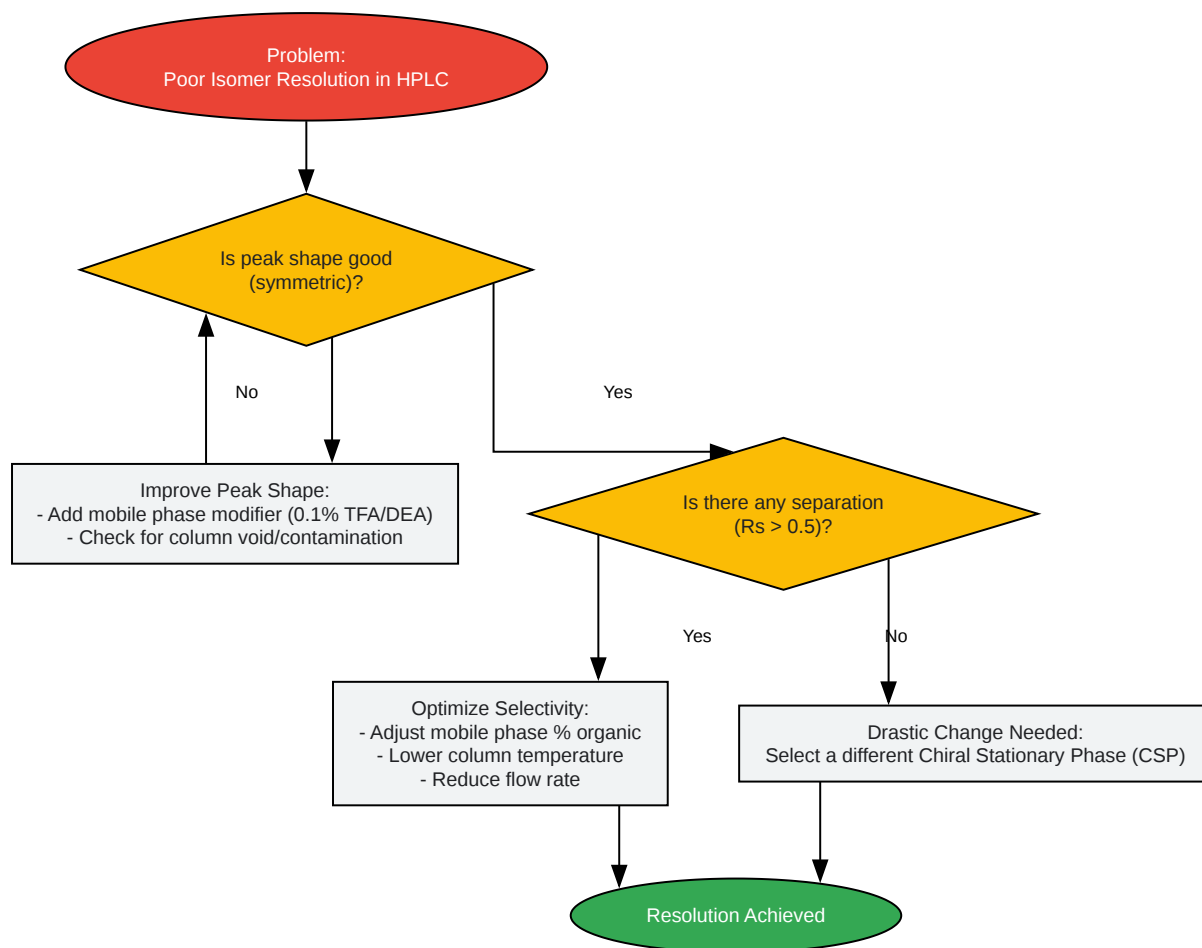 Problem:
Poor Isomer Resolution in HPLC
Is peak shape good
(symmetric)?
No
Yes
Improve Peak Shape:
- Add mobile phase modifier (0.1% TFA/DEA)
- Check for column void/contamination
Is there any separation
(Rs > 0.5)?
Yes
No
Optimize Selectivity:
- Adjust mobile phase % organic
- Lower column temperature
- Reduce flow rate
Drastic Change Needed:
Select a different Chiral Stationary Phase (CSP)
Resolution Achieved